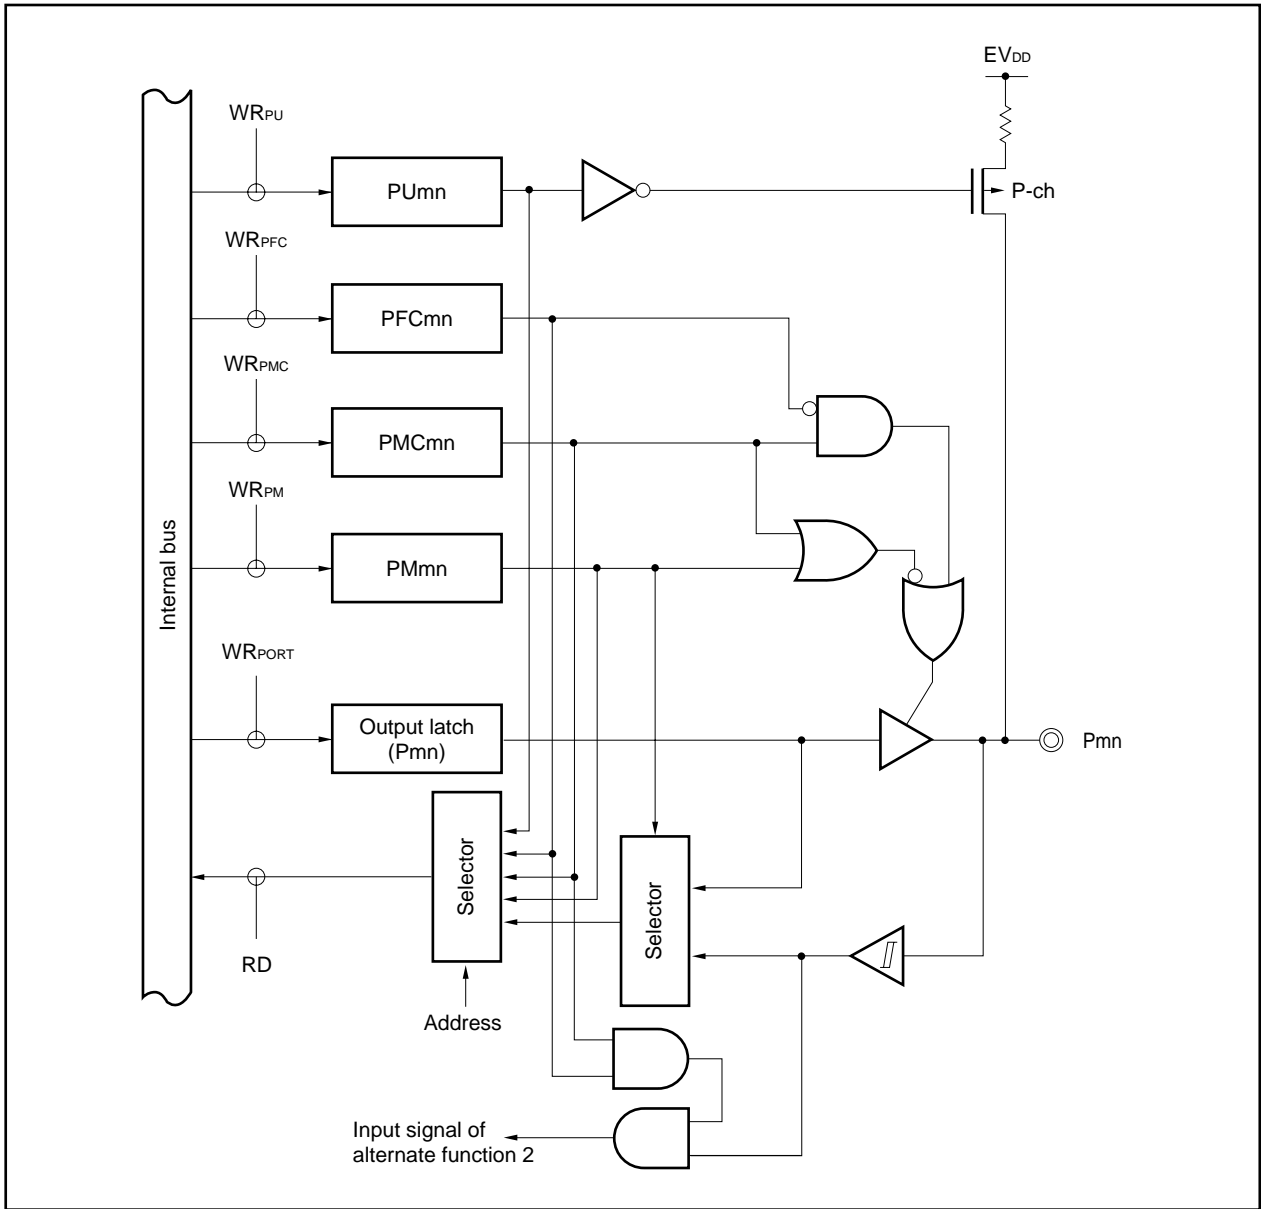 EVDD
WRPU
PUmn
P-ch
WRPFC
PFCmn
WRPMC
PMCmn
WRPM
PMmn
Internal bus
WRPORT
Output latch
(Pmn)
Pmn
Selector
Selector
RD
Address
Input signal of
alternate function 2